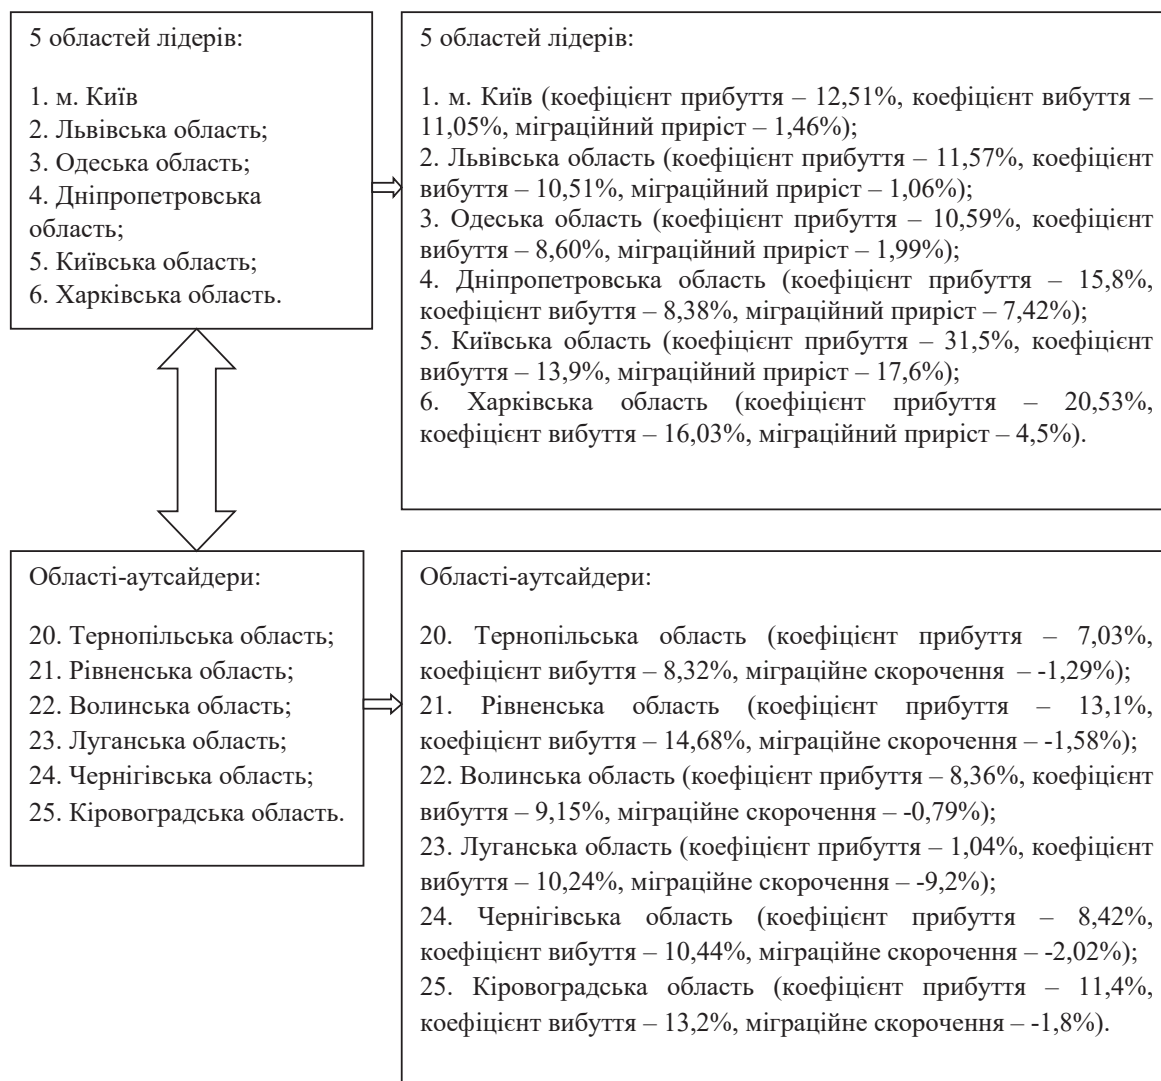 5 областей лідерів:
1. м. Київ
2. Львівська область;
3. Одеська область;
4. Дніпропетровська
область;
5. Київська область;
6. Харківська область.
5 областей лідерів:
1. м. Київ (коефіцієнт прибуття – 12,51%, коефіцієнт вибуття –
11,05%, міграційний приріст – 1,46%);
2. Львівська область (коефіцієнт прибуття – 11,57%, коефіцієнт
вибуття – 10,51%, міграційний приріст – 1,06%);
3. Одеська область (коефіцієнт прибуття – 10,59%, коефіцієнт
вибуття – 8,60%, міграційний приріст – 1,99%);
4. Дніпропетровська область (коефіцієнт прибуття – 15,8%,
коефіцієнт вибуття – 8,38%, міграційний приріст – 7,42%);
5. Київська область (коефіцієнт прибуття – 31,5%, коефіцієнт
вибуття – 13,9%, міграційний приріст – 17,6%);
6. Харківська область (коефіцієнт прибуття – 20,53%,
коефіцієнт вибуття – 16,03%, міграційний приріст – 4,5%).
Області-аутсайдери:
20. Тернопільська область;
21. Рівненська область;
22. Волинська область;
23. Луганська область;
24. Чернігівська область;
25. Кіровоградська область.
Області-аутсайдери:
20. Тернопільська область (коефіцієнт прибуття – 7,03%,
коефіцієнт вибуття – 8,32%, міграційне скорочення – -1,29%);
21. Рівненська область (коефіцієнт прибуття – 13,1%,
коефіцієнт вибуття – 14,68%, міграційне скорочення – -1,58%);
22. Волинська область (коефіцієнт прибуття – 8,36%, коефіцієнт
вибуття – 9,15%, міграційне скорочення – -0,79%);
23. Луганська область (коефіцієнт прибуття – 1,04%, коефіцієнт
вибуття – 10,24%, міграційне скорочення – -9,2%);
24. Чернігівська область (коефіцієнт прибуття – 8,42%,
коефіцієнт вибуття – 10,44%, міграційне скорочення – -2,02%);
25. Кіровоградська область (коефіцієнт прибуття – 11,4%,
коефіцієнт вибуття – 13,2%, міграційне скорочення – -1,8%).